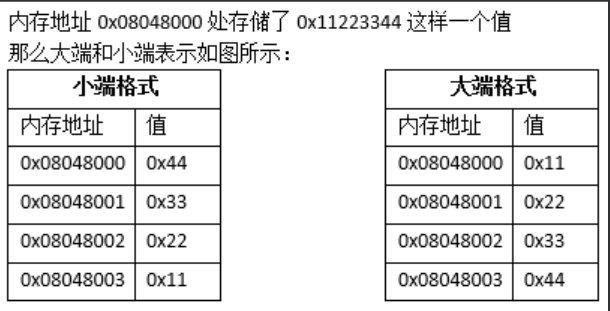 内存地址 0x08048000 处存储了 0x11223344 这样一个值
那么大端和小端表示如图所示：
小端格式
内存地址 值
0x08048000 0x44
0x08048001 0x33
0x08048002 0x22
0x08048003 0x11
大端格式
内存地址 值
0x08048000 0x11
0x08048001 0x22
0x08048002 0x33
0x08048003 0x44